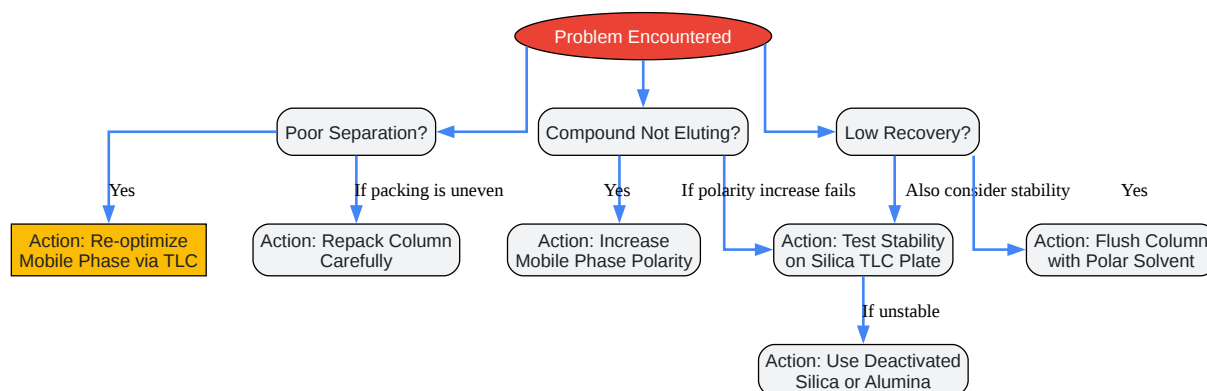 Problem Encountered
Poor Separation?
Compound Not Eluting?
Low Recovery?
Yes
If packing is uneven
Yes
If polarity increase fails
Also consider stability
Yes
Action: Re-optimize
Mobile Phase via TLC
Action: Repack Column
Carefully
Action: Increase
Mobile Phase Polarity
Action: Test Stability
on Silica TLC Plate
Action: Flush Column
with Polar Solvent
If unstable
Action: Use Deactivated
Silica or Alumina